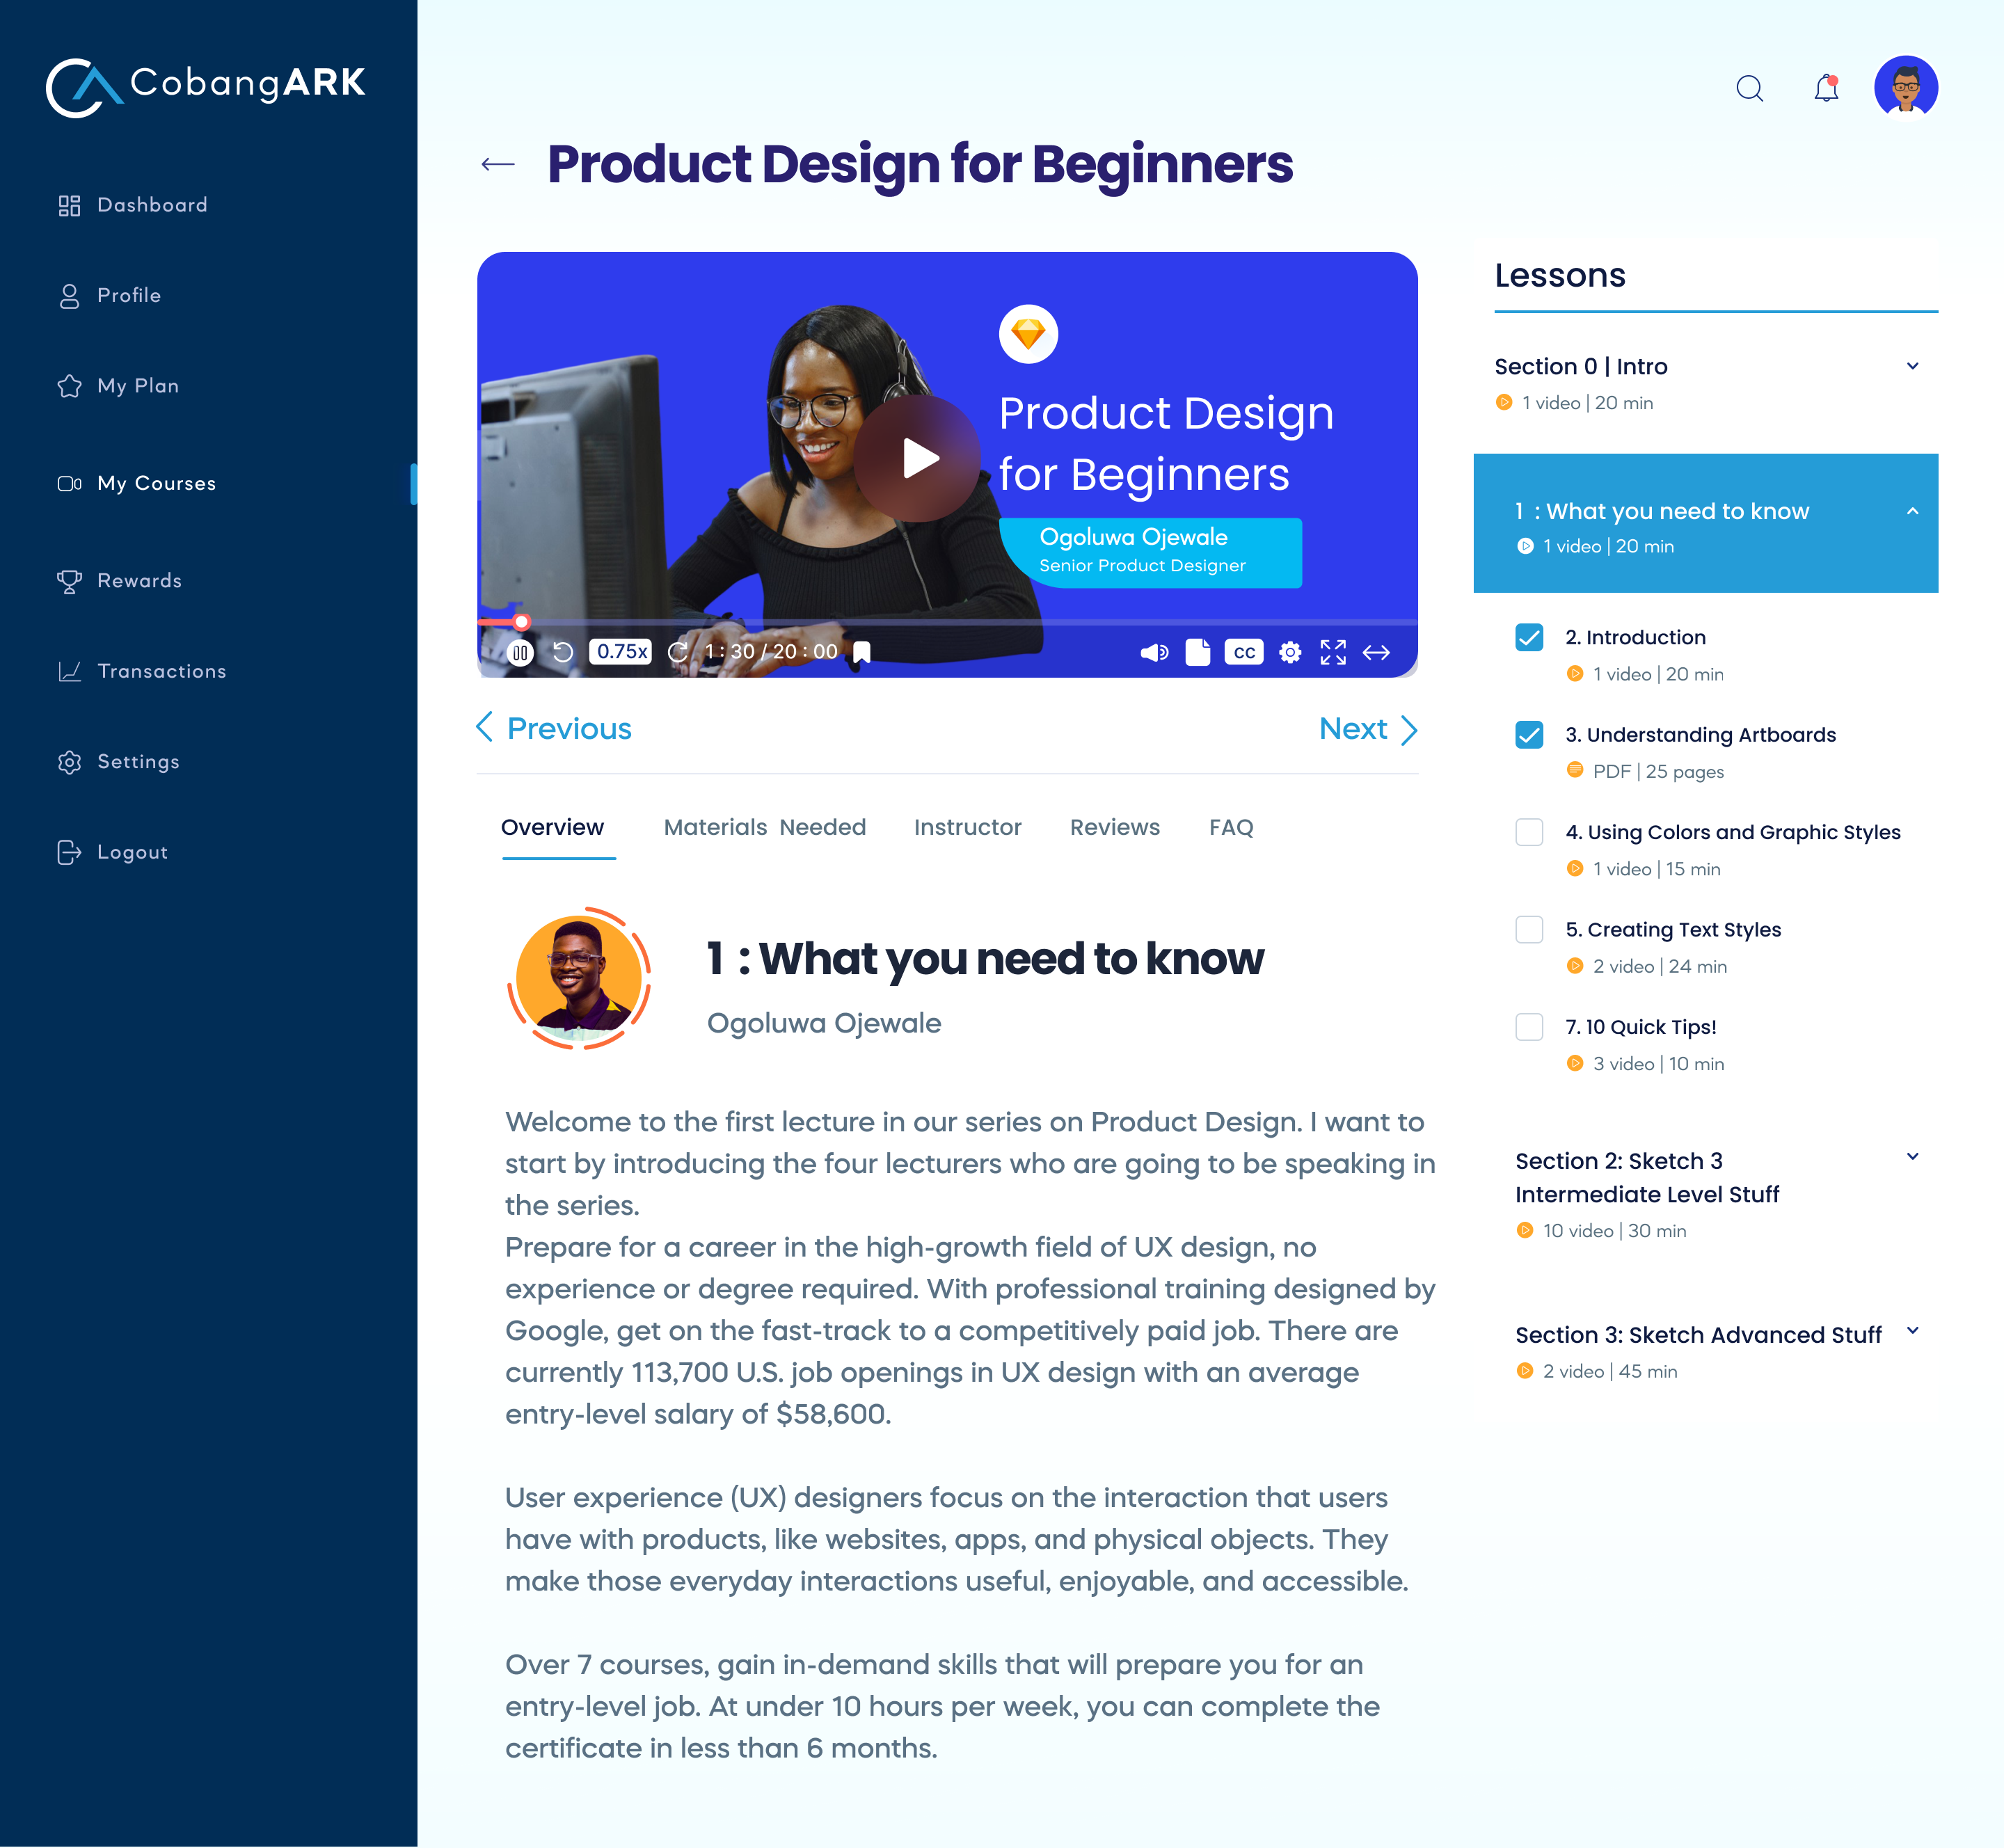 CobangARK
Dashboard
Profile
My Plan
My Courses
Rewards
Transactions
Settings
Logout
Product Design for Beginners
Product Design
for Beginners
Ogoluwa Ojewale
Senior Product Designer
0.75x
1 : 30 / 20 : 00
CC
Previous
Next
Overview
Materials Needed
Instructor
Reviews
FAQ
1 : What you need to know
Ogoluwa Ojewale
Welcome to the first lecture in our series on Product Design. I want to
start by introducing the four lecturers who are going to be speaking in
the series.
Prepare for a career in the high-growth field of UX design, no
experience or degree required. With professional training designed by
Google, get on the fast-track to a competitively paid job. There are
currently 113,700 U.S. job openings in UX design with an average
entry-level salary of $58,600.
User experience (UX) designers focus on the interaction that users
have with products, like websites, apps, and physical objects. They
make those everyday interactions useful, enjoyable, and accessible.
Over 7 courses, gain in-demand skills that will prepare you for an
entry-level job. At under 10 hours per week, you can complete the
certificate in less than 6 months.
Lessons
Section 0 | Intro
1 video | 20 min
1 : What you need to know
1 video | 20 min
2. Introduction
1 video | 20 min
3. Understanding Artboards
PDF | 25 pages
4. Using Colors and Graphic Styles
1 video | 15 min
5. Creating Text Styles
2 video | 24 min
7. 10 Quick Tips!
3 video | 10 min
Section 2: Sketch 3
Intermediate Level Stuff
10 video | 30 min
Section 3: Sketch Advanced Stuff
2 video | 45 min